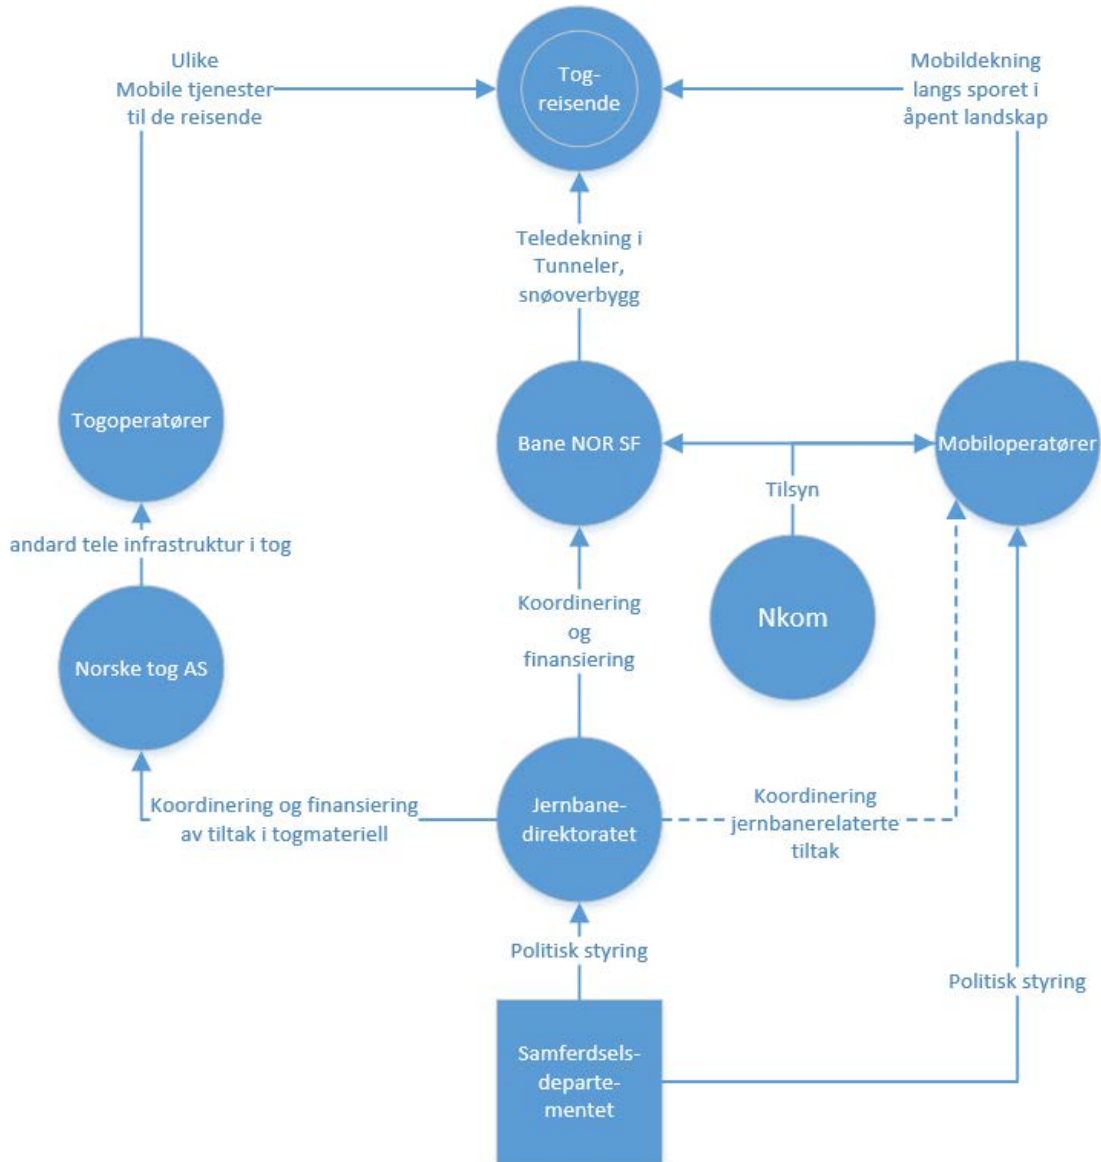 Ulike
Mobile tjenester
til de reisende
Tog-
reisende
Mobildekning
langs sporet i
åpent landskap
Teledekning i
Tunneler,
snøoverbygg
Togoperatører
Bane NOR SF
Mobiloperatører
Tilsyn
andard tele infrastruktur i tog
Nkom
Koordinering
og
finansiering
Norske tog AS
Koordinering og finansiering
av tiltak i togmateriell
Jernbane-
direktoratet
Koordinering
jernbanerelaterte
tiltak
Politisk styring
Politisk styring
Samferdsels-
departe-
mentet